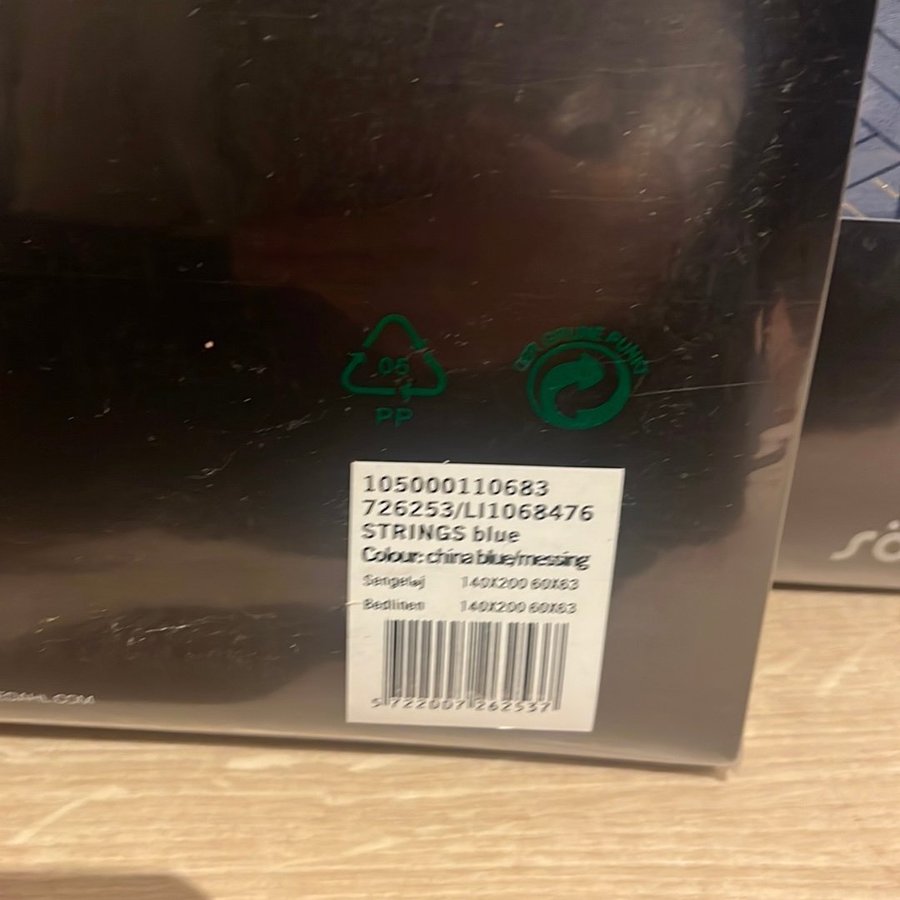 05
PP
DER GRÜNE PUNKT
105000110683
726253/LI1068476
STRINGS blue
Colour: china blue/messing
Sengetøj 140X200 60X63
Bedlinen 140X200 60X63
5 722007 262537